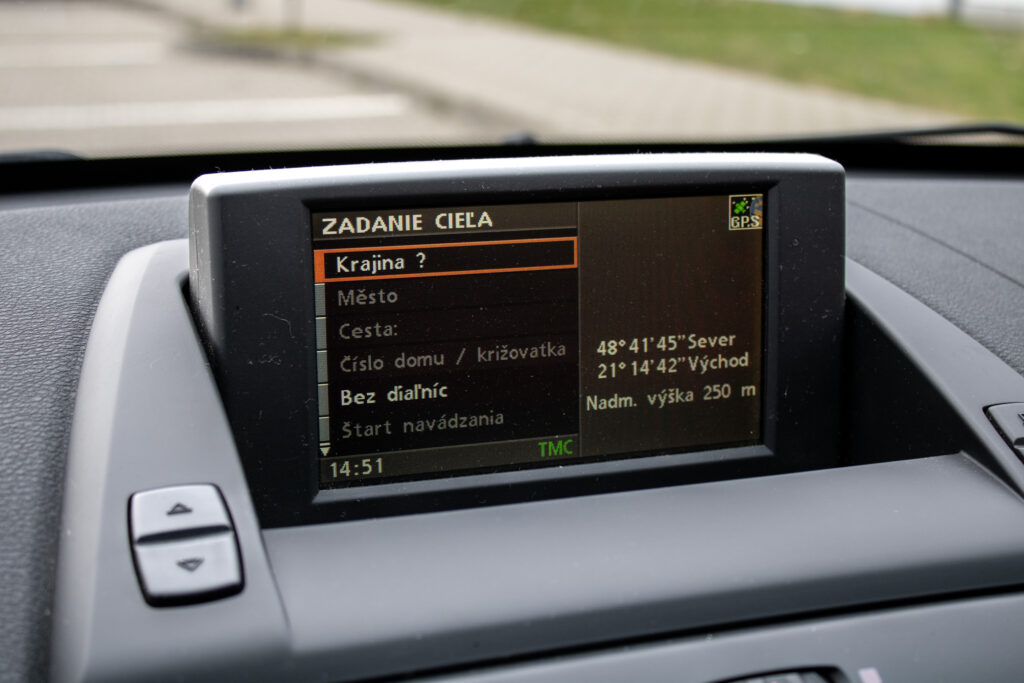 ZADANIE CIEĽA
GPS
Krajina ?
Město
Cesta:
Číslo domu / križovatka
Bez diaľníc
Štart navádzania
48°41'45"Sever
21°14'42"Východ
Nadm. výška 250 m
TMC
14:51